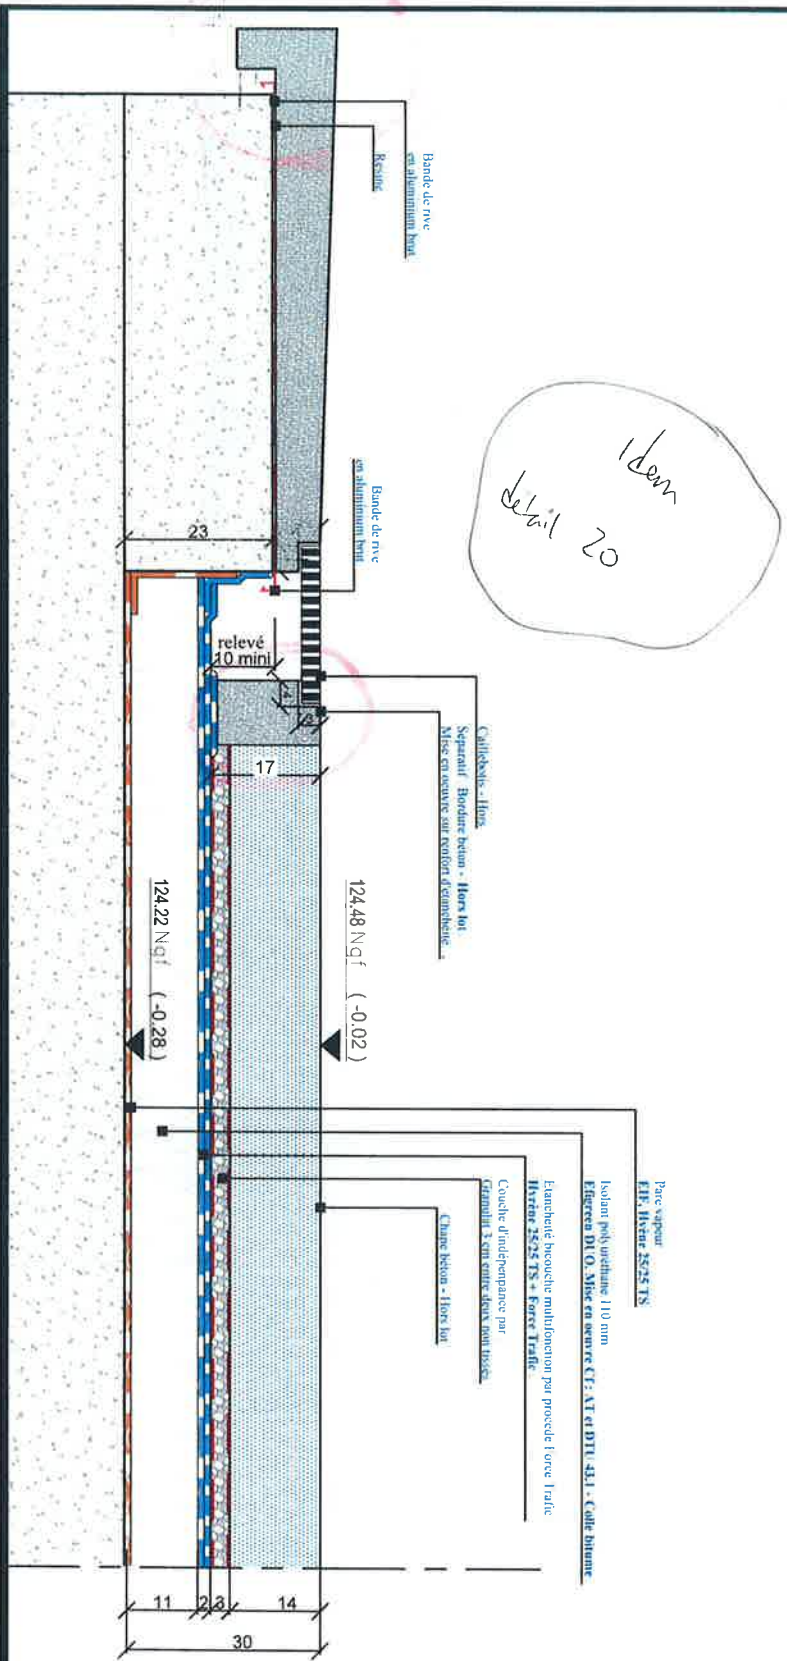 Bande de rive
en aluminium brut
Resine
Idem
détail 20
Bande de rive
en aluminium brut
23
relevé
10 mini
4
3
17
Caillebotis - Hors
Separatif Bordure béton - Hors lot
Mise en oeuvre sur renfort d'étanchéité -
124.22 Ngf ( -0.28 )
124.48 Ngf ( -0.02 )
Pare vapeur
EIF, Hyrène 25/25 TS
Isolant polyuréthane 110 mm
Efigreen DUO. Mise en oeuvre Cf : AT et DTU 43.1 - Colle bitume
Etanchéité bicouche multifonction par procédé Force Trafic
Hyrène 25/25 TS + Force Trafic
Couche d'indépenpance par
Granulat 3 cm entre deux non tissés
Chape béton - Hors lot
11
2
3
14
30